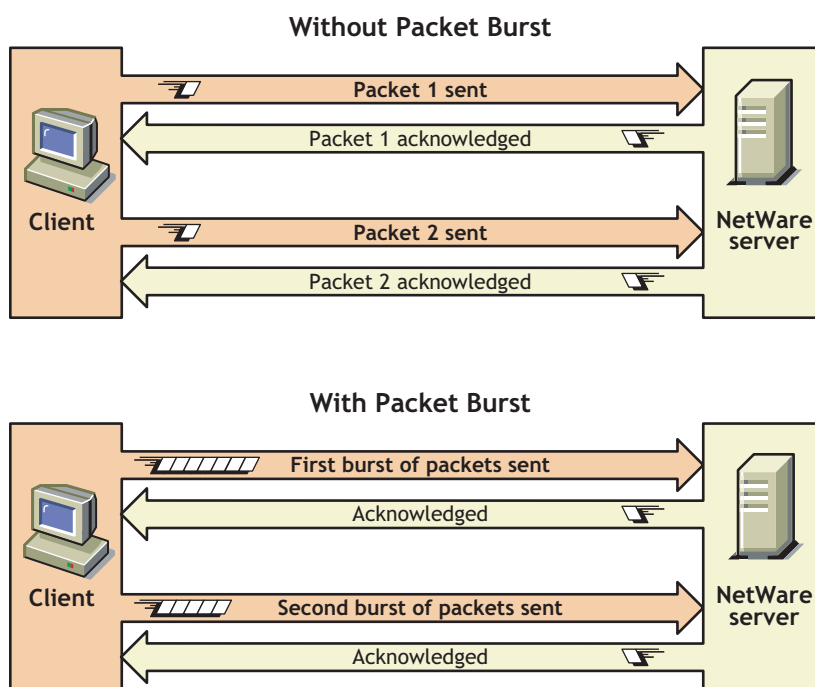 Without Packet Burst
Packet 1 sent
Packet 1 acknowledged
Client
NetWare
server
Packet 2 sent
Packet 2 acknowledged
With Packet Burst
First burst of packets sent
Acknowledged
Client
NetWare
server
Second burst of packets sent
Acknowledged